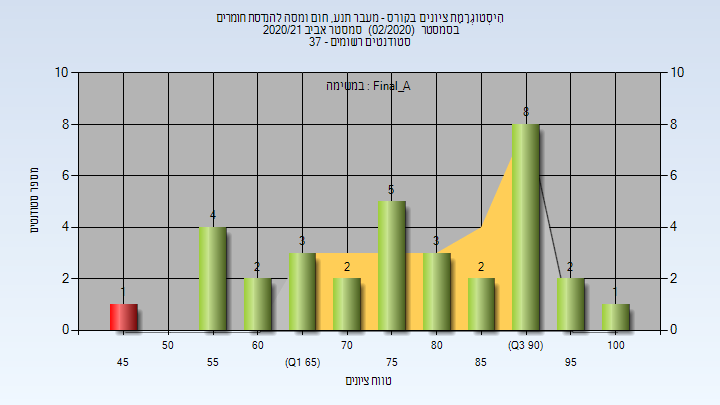 הִיסְטוֹגְרָמַת ציונים בקורס - מעבר תנע, חום ומסה להנדסת חומרים
בסמסטר (02/2020) סמסטר אביב 2020/21
סטודנטים רשומים - 37
במשימה : Final_A
מספר סטודנטים
10 10
8 8
6 6
4 4
2 2
0 0
1 4 2 3 2 5 3 2 8 2 1
50 60 70 80 (Q3 90) 100
45 55 (Q1 65) 75 85 95
טווח ציונים